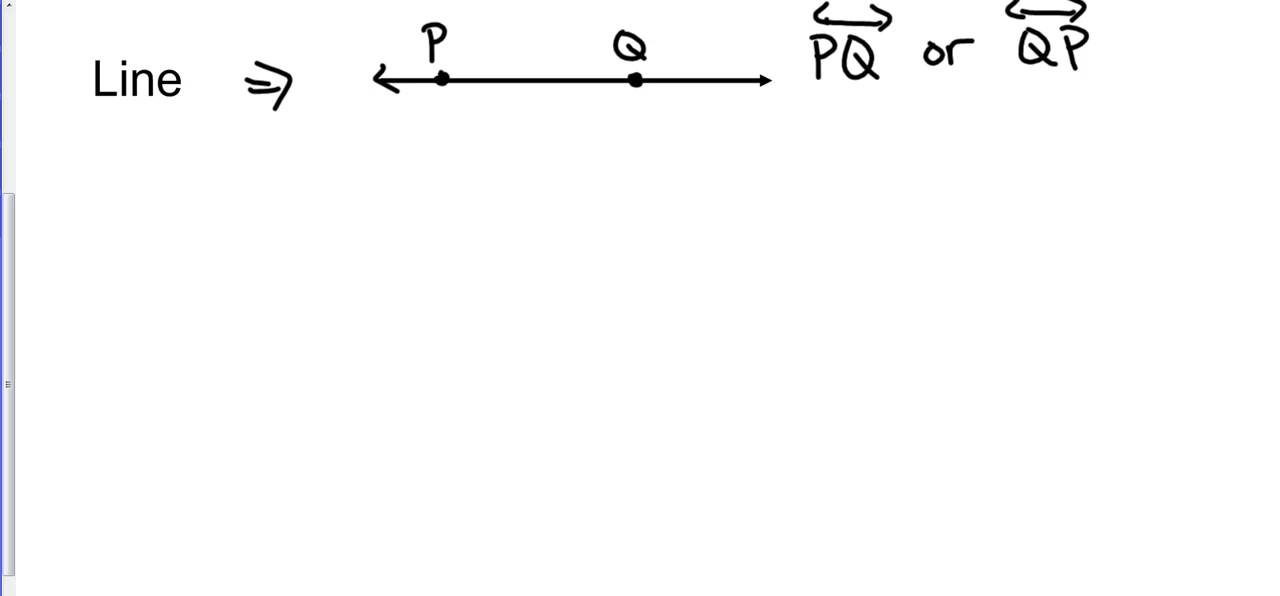 Line ⇒ P Q PQ or QP